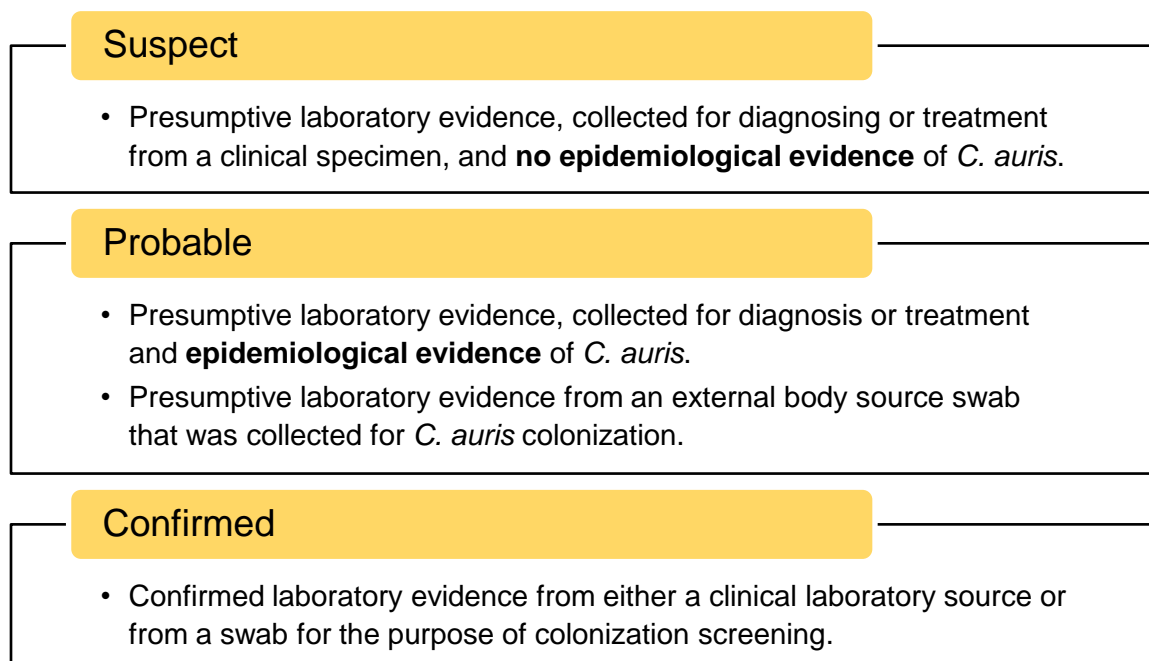 Suspect
• Presumptive laboratory evidence, collected for diagnosing or treatment
from a clinical specimen, and no epidemiological evidence of C. auris.
Probable
• Presumptive laboratory evidence, collected for diagnosis or treatment
and epidemiological evidence of C. auris.
• Presumptive laboratory evidence from an external body source swab
that was collected for C. auris colonization.
Confirmed
• Confirmed laboratory evidence from either a clinical laboratory source or
from a swab for the purpose of colonization screening.